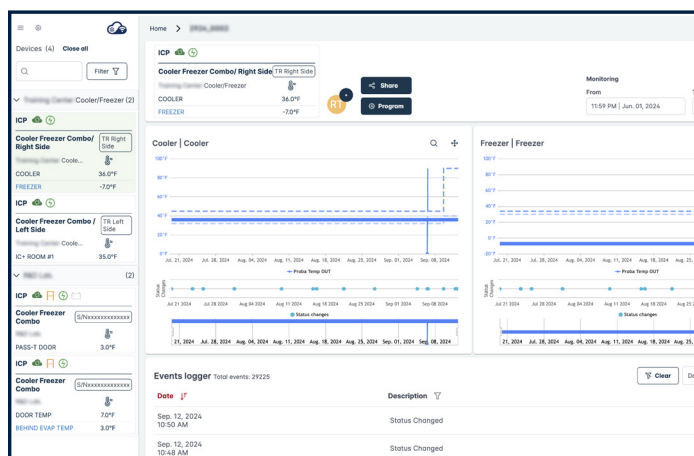 Home
Devices (4) Close all
Filter
Cooler/Freezer (2)
ICP
Cooler Freezer Combo/
Right Side
TR Right
Side
Coole...
COOLER 36.0°F
FREEZER -7.0°F
ICP
Cooler Freezer Combo /
Left Side
TR Left
Side
Coole...
IC+ ROOM #1 35.0°F
(2)
ICP
Cooler Freezer
Combo
S/Nxxxxxxxxxxxxx
PASS-T DOOR 3.0°F
ICP
Cooler Freezer
Combo
S/Nxxxxxxxxxxxxx
DOOR TEMP 7.0°F
BEHIND EVAP TEMP 3.0°F
ICP
Cooler Freezer Combo/ Right Side TR Right Side
Cooler/Freezer
COOLER 36.0°F
FREEZER -7.0°F
RT
Share
Program
Monitoring
From
11:59 PM | Jun. 01, 2024
Cooler | Cooler
100°F
80°F
60°F
40°F
20°F
0°F
Jul. 21, 2024 Jul. 28, 2024 Aug. 04, 2024 Aug. 11, 2024 Aug. 18, 2024 Aug. 25, 2024 Sep. 01, 2024 Sep. 08, 2024
Proba Temp OUT
Status
Changes
Jul 21 2024 Jul 28 2024 Aug 04 2024 Aug 11 2024 Aug 18 2024 Aug 25 2024 Sep 01 2024 Sep 08 2024
Status changes
21, 2024 Jul. 28, 2024 Aug. 04, 2024 Aug. 11, 2024 Aug. 18, 2024 Aug. 25, 2024 Sep. 01, 2024 Sep. 08, 2024
Freezer | Freezer
100°F
80°F
60°F
40°F
20°F
0°F
-20°F
Jul. 21, 2024 Jul. 28, 2024 Aug. 04, 2024 Aug. 11, 2024 Aug. 18, 2024 Aug. 25,
Proba Temp OUT
Status
Changes
Jul 21 2024 Jul 28 2024 Aug 04 2024 Aug 11 2024 Aug 18 2024 Aug 25
Status changes
21, 2024 Jul. 28, 2024 Aug. 04, 2024 Aug. 11, 2024 Aug. 18, 2024 Aug. 25,
Events logger Total events: 29225
Clear
Date Description
Sep. 12, 2024
10:50 AM
Status Changed
Sep. 12, 2024
10:48 AM
Status Changed